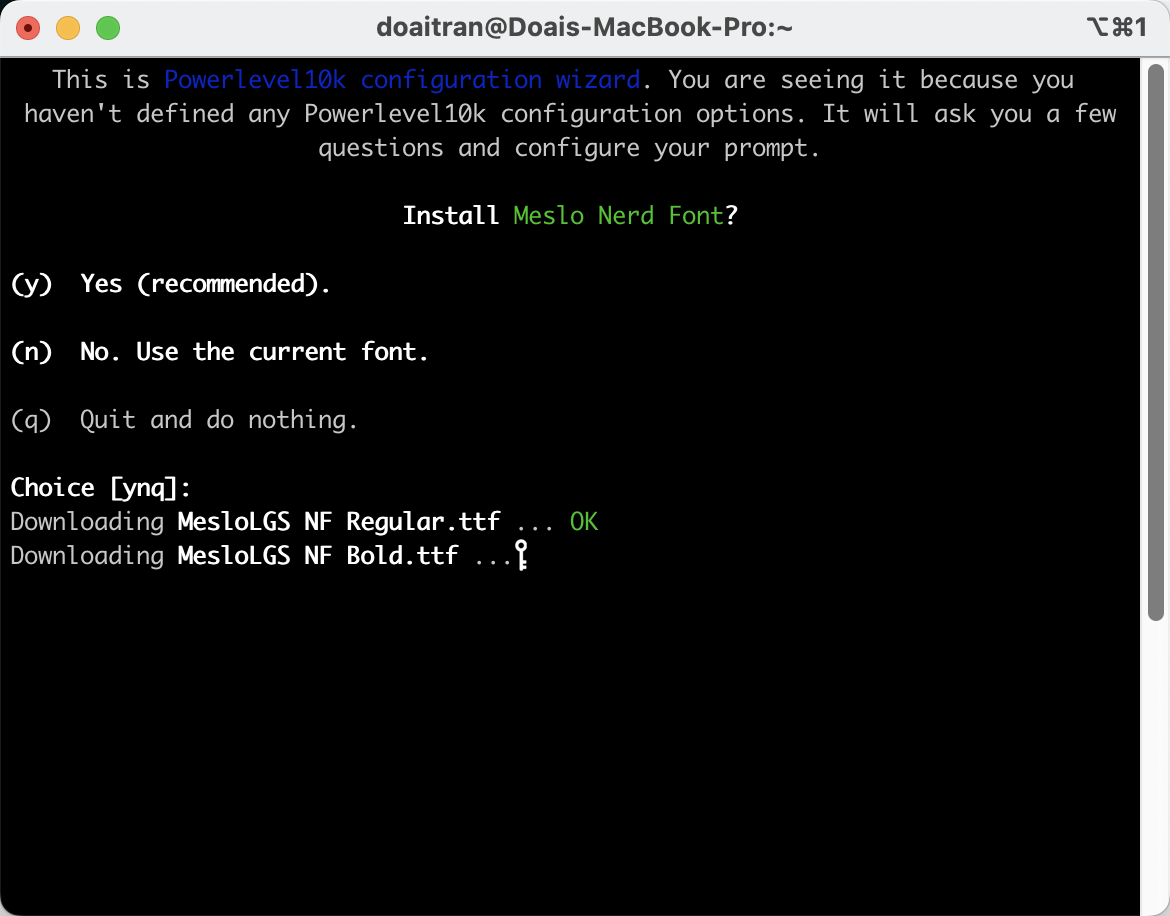 doaitran@Doais-MacBook-Pro:~ ⌥⌘1
This is Powerlevel10k configuration wizard. You are seeing it because you
haven't defined any Powerlevel10k configuration options. It will ask you a few
questions and configure your prompt.
Install Meslo Nerd Font?
(y) Yes (recommended).
(n) No. Use the current font.
(q) Quit and do nothing.
Choice [ynq]:
Downloading MesloLGS NF Regular.ttf ... OK
Downloading MesloLGS NF Bold.ttf ...